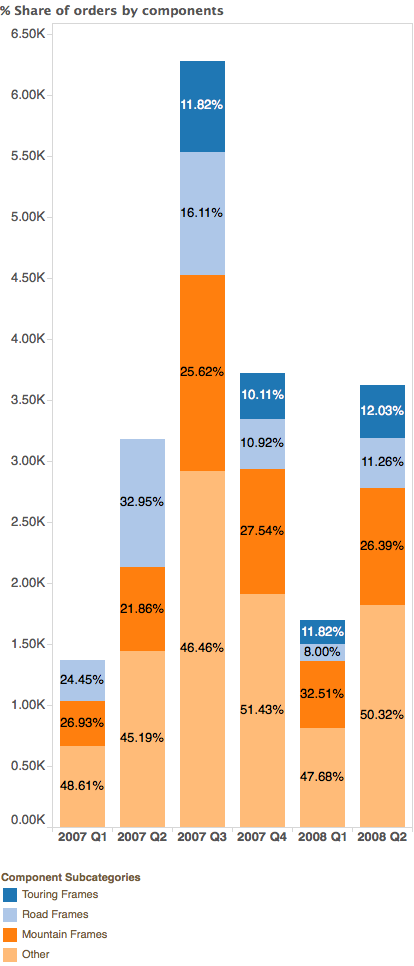 % Share of orders by components
6.50K
6.00K
11.82%
5.50K
16.11%
5.00K
4.50K
4.00K
25.62%
3.50K
10.11%
12.03%
10.92%
11.26%
3.00K
32.95%
27.54%
26.39%
2.50K
2.00K
21.86%
46.46%
1.50K
11.82%
8.00%
24.45%
32.51%
1.00K
51.43%
50.32%
26.93%
45.19%
0.50K
47.68%
48.61%
0.00K
2007 Q1 2007 Q2 2007 Q3 2007 Q4 2008 Q1 2008 Q2
Component Subcategories
Touring Frames
Road Frames
Mountain Frames
Other